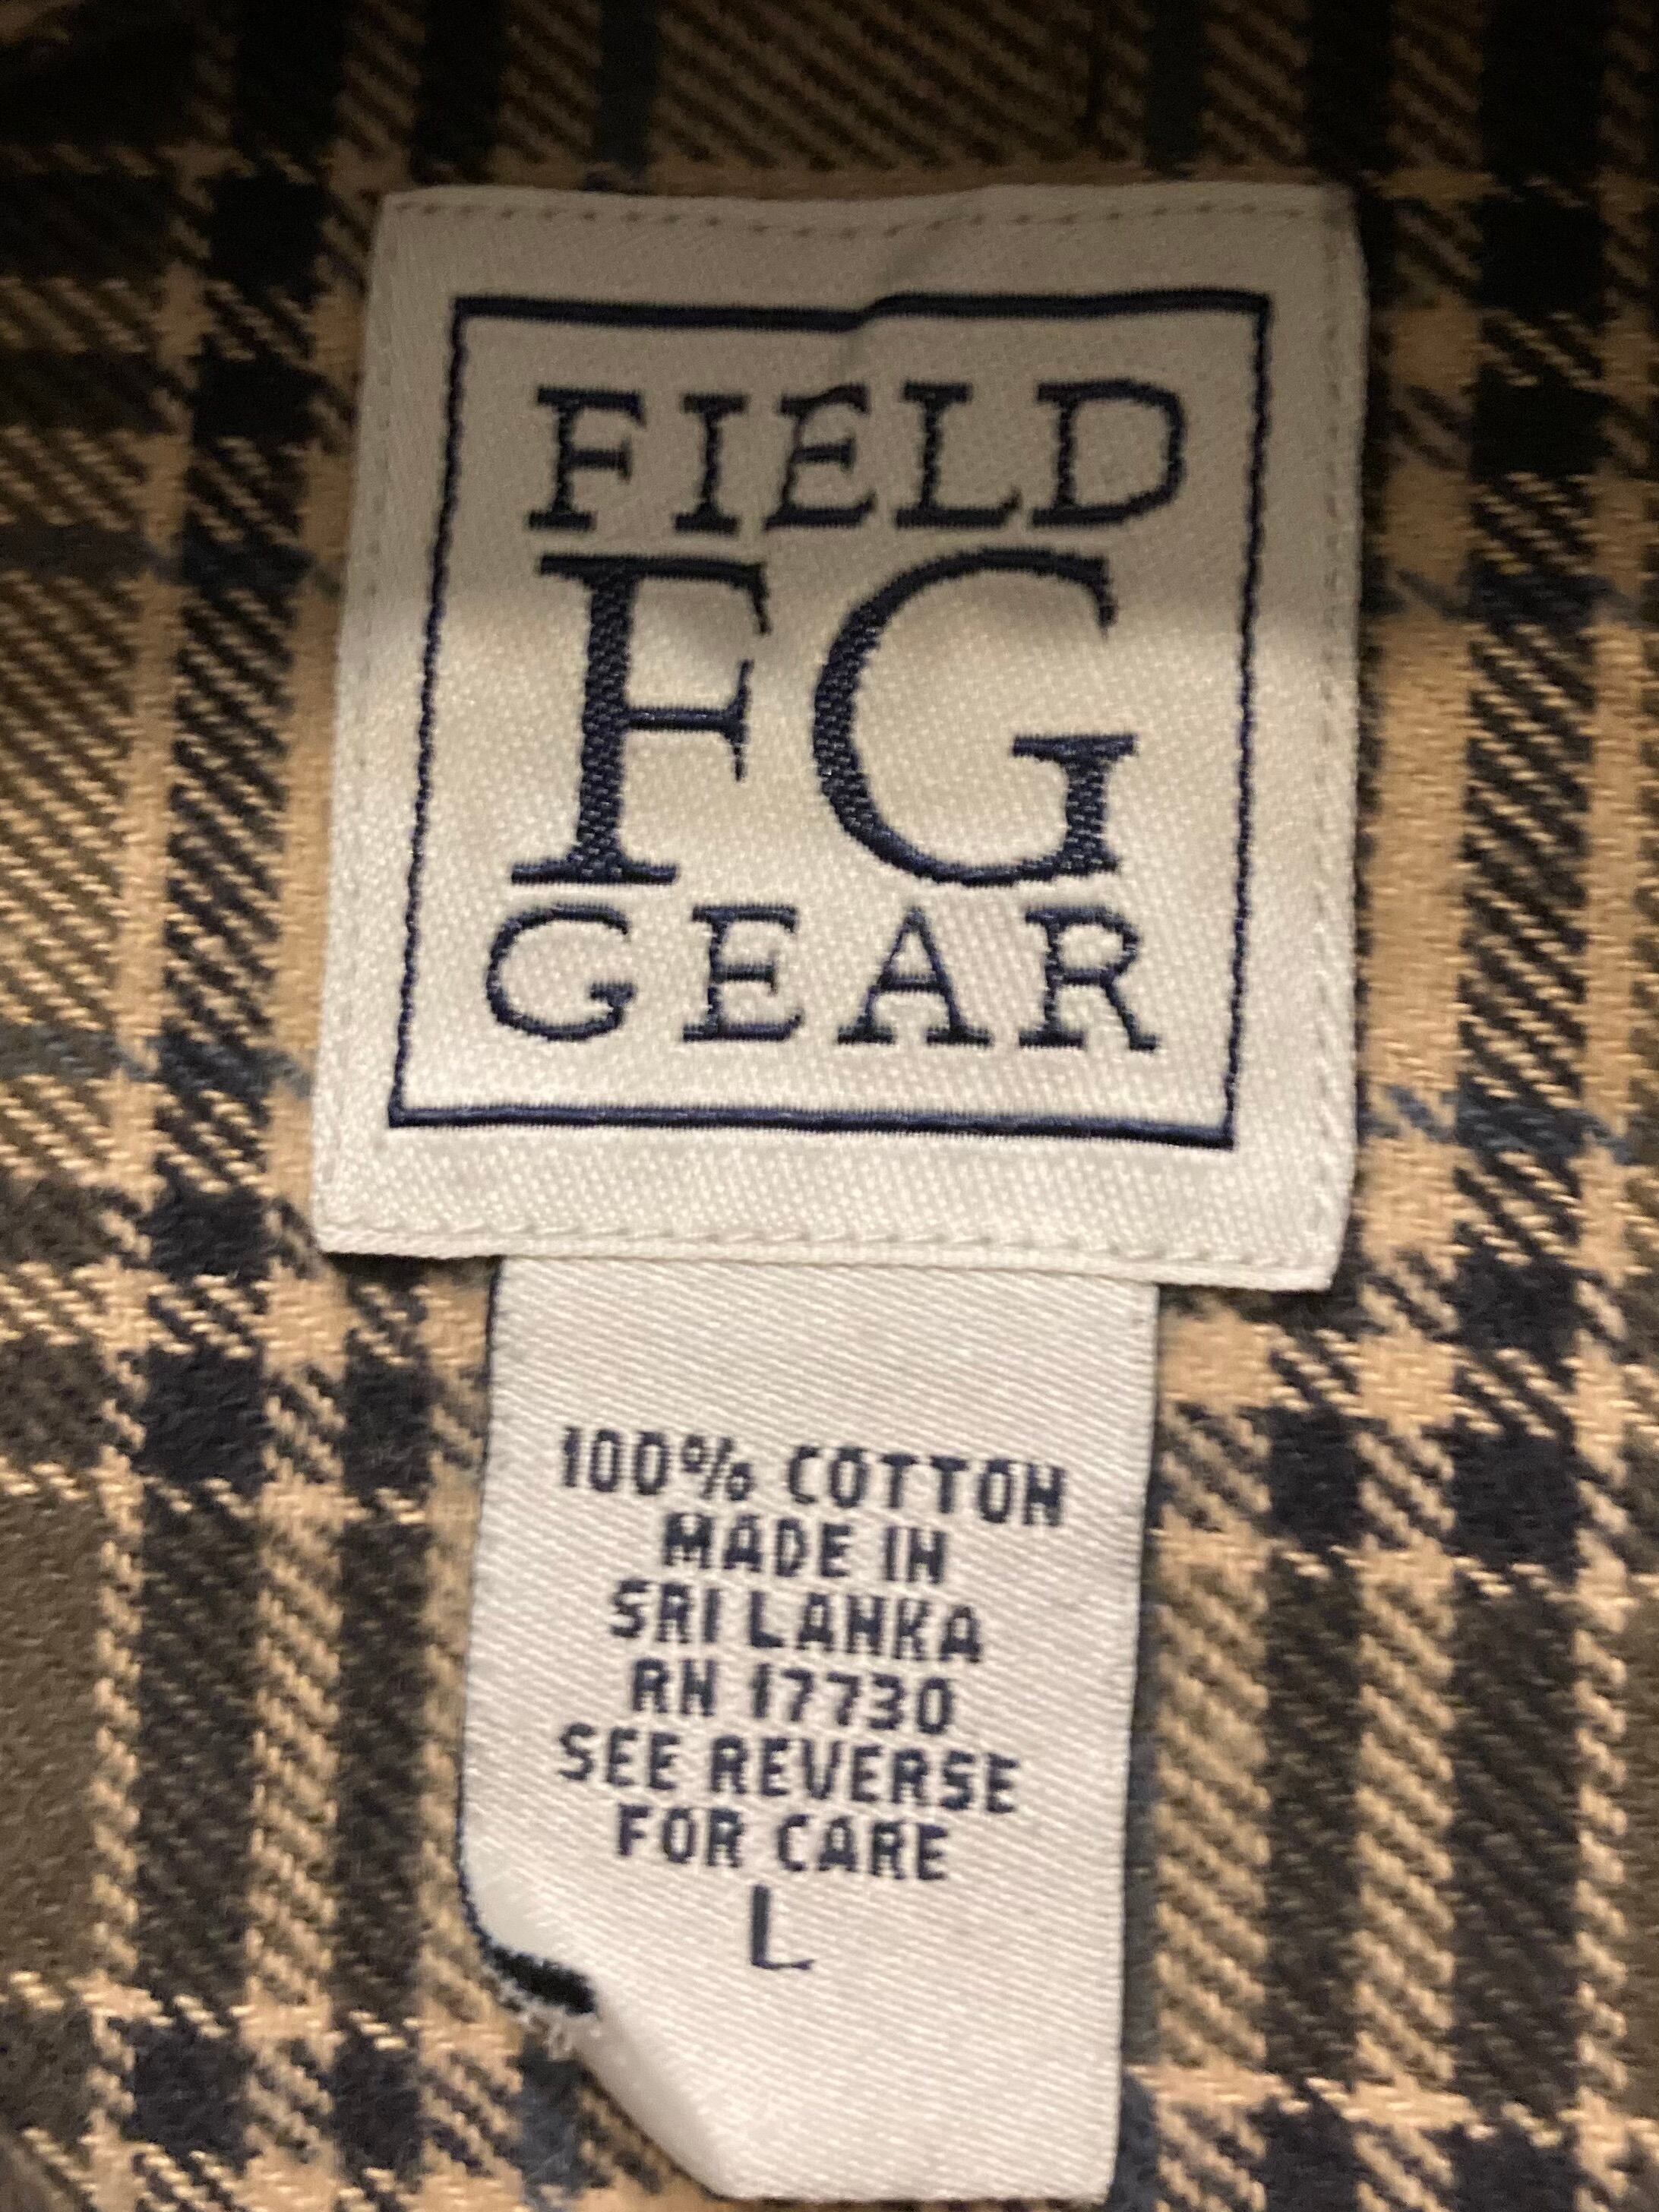 FIELD
FG
GEAR
100% COTTON
MADE IN
SRI LANKA
RN 17730
SEE REVERSE
FOR CARE
L